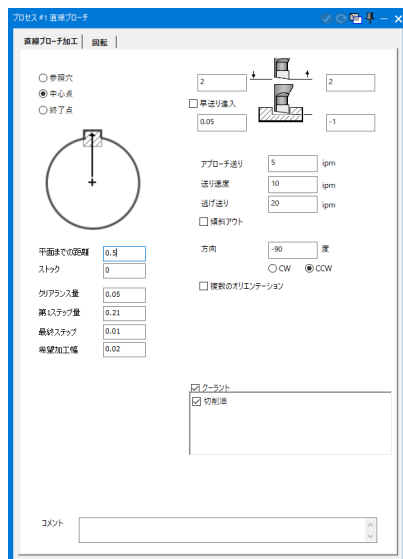 プロセス #1 直線ブローチ
直線ブローチ加工
回転
参照穴
中心点
終了点
2
2
早送り進入
0.05
-1
アプローチ送り 5 ipm
送り速度 10 ipm
逃げ送り 20 ipm
傾斜アウト
平面までの距離 0.5
ストック 0
方向 -90 度
CW CCW
クリアランス量 0.05
複数のオリエンテーション
第1ステップ量 0.21
最終ステップ 0.01
希望加工幅 0.02
クーラント
切削油
コメント